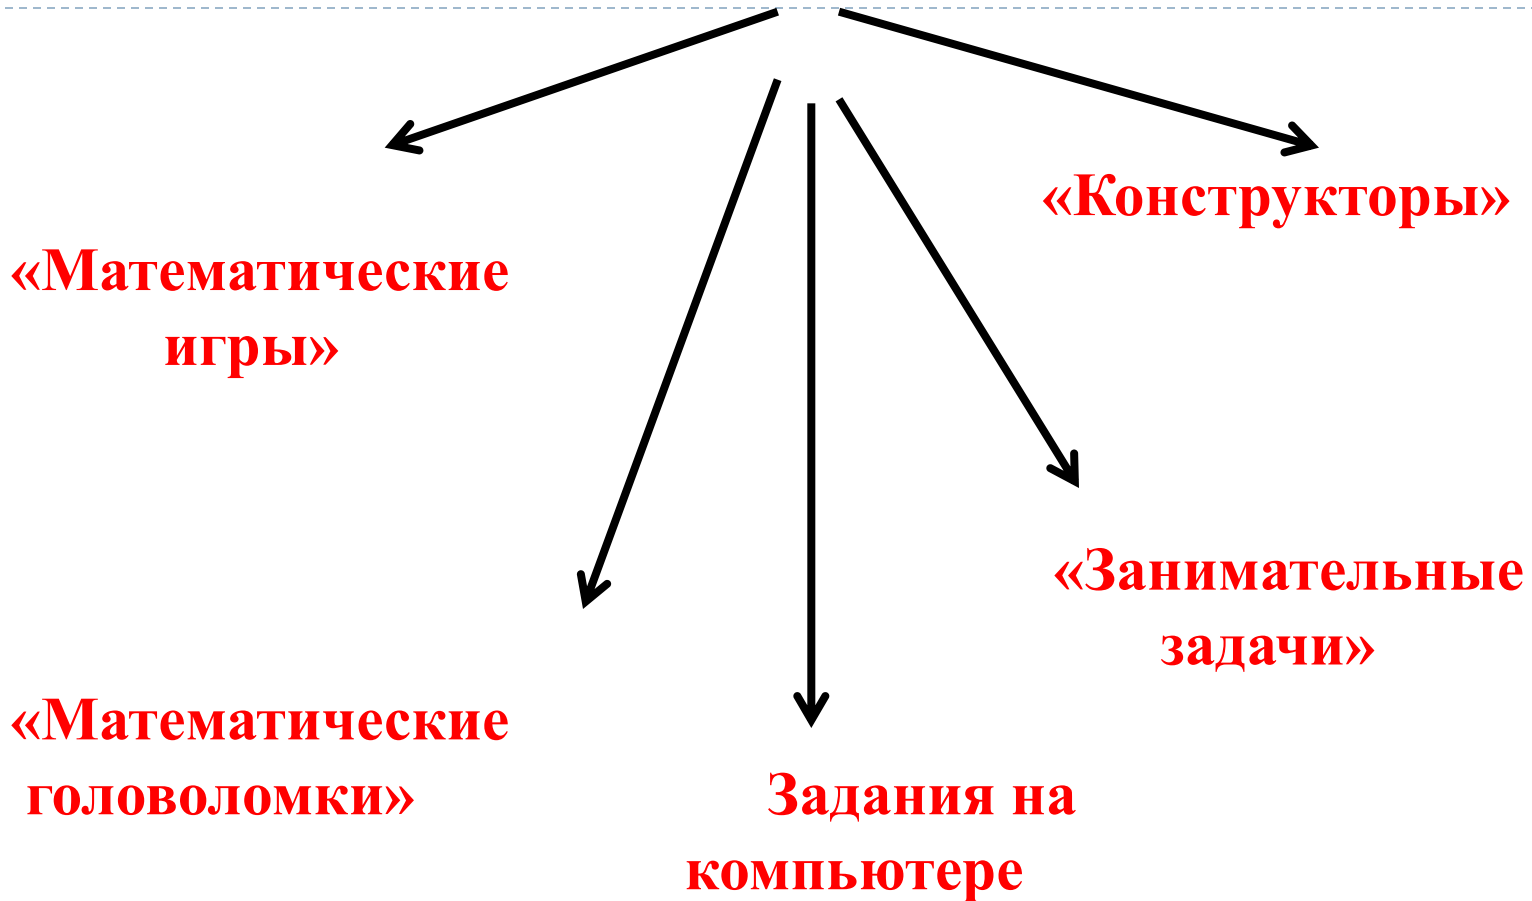 «Конструкторы»
«Математические
игры»
«Занимательные
задачи»
«Математические
головоломки»
Задания на
компьютере